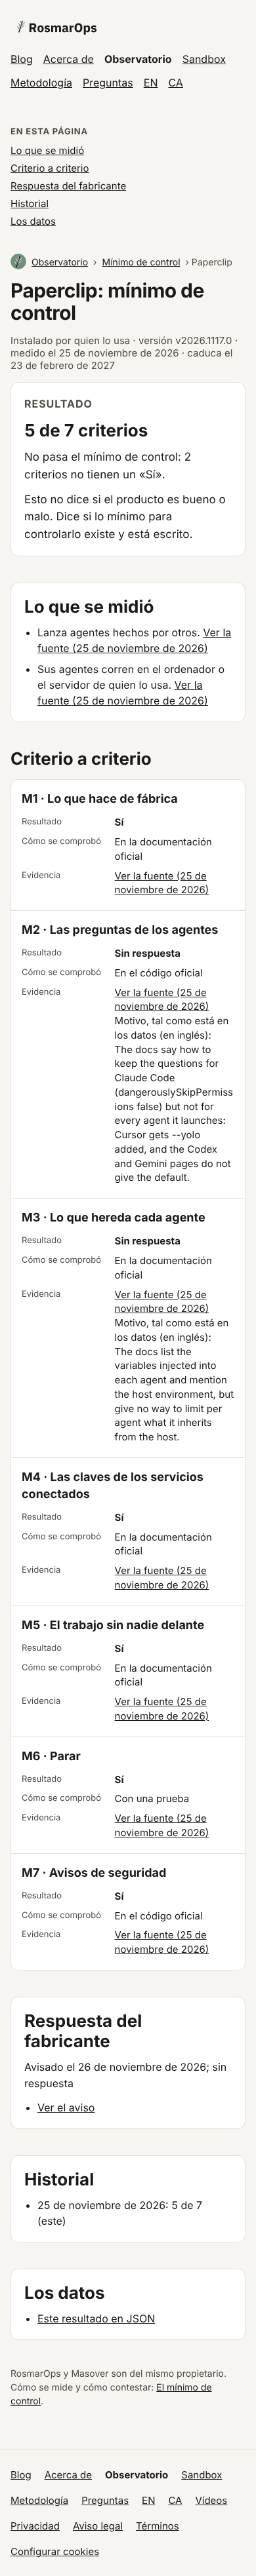 RosmarOps
Blog Acerca de Observatorio Sandbox
Metodología Preguntas EN CA
EN ESTA PÁGINA
Lo que se midió
Criterio a criterio
Respuesta del fabricante
Historial
Los datos
Observatorio › Mínimo de control › Paperclip
Paperclip: mínimo de
control
Instalado por quien lo usa · versión v2026.1117.0 ·
medido el 25 de noviembre de 2026 · caduca el
23 de febrero de 2027
RESULTADO
5 de 7 criterios
No pasa el mínimo de control: 2
criterios no tienen un «Sí».
Esto no dice si el producto es bueno o
malo. Dice si lo mínimo para
controlarlo existe y está escrito.
Lo que se midió
• Lanza agentes hechos por otros. Ver la
fuente (25 de noviembre de 2026)
• Sus agentes corren en el ordenador o
el servidor de quien lo usa. Ver la
fuente (25 de noviembre de 2026)
Criterio a criterio
M1 · Lo que hace de fábrica
Resultado Sí
Cómo se comprobó En la documentación
oficial
Evidencia Ver la fuente (25 de
noviembre de 2026)
M2 · Las preguntas de los agentes
Resultado Sin respuesta
Cómo se comprobó En el código oficial
Evidencia Ver la fuente (25 de
noviembre de 2026)
Motivo, tal como está en
los datos (en inglés):
The docs say how to
keep the questions for
Claude Code
(dangerouslySkipPermiss
ions false) but not for
every agent it launches:
Cursor gets --yolo
added, and the Codex
and Gemini pages do not
give the default.
M3 · Lo que hereda cada agente
Resultado Sin respuesta
Cómo se comprobó En la documentación
oficial
Evidencia Ver la fuente (25 de
noviembre de 2026)
Motivo, tal como está en
los datos (en inglés):
The docs list the
variables injected into
each agent and mention
the host environment, but
give no way to limit per
agent what it inherits
from the host.
M4 · Las claves de los servicios
conectados
Resultado Sí
Cómo se comprobó En la documentación
oficial
Evidencia Ver la fuente (25 de
noviembre de 2026)
M5 · El trabajo sin nadie delante
Resultado Sí
Cómo se comprobó En la documentación
oficial
Evidencia Ver la fuente (25 de
noviembre de 2026)
M6 · Parar
Resultado Sí
Cómo se comprobó Con una prueba
Evidencia Ver la fuente (25 de
noviembre de 2026)
M7 · Avisos de seguridad
Resultado Sí
Cómo se comprobó En el código oficial
Evidencia Ver la fuente (25 de
noviembre de 2026)
Respuesta del
fabricante
Avisado el 26 de noviembre de 2026; sin
respuesta
• Ver el aviso
Historial
• 25 de noviembre de 2026: 5 de 7
(este)
Los datos
• Este resultado en JSON
RosmarOps y Masover son del mismo propietario.
Cómo se mide y cómo contestar: El mínimo de
control.
Blog Acerca de Observatorio Sandbox
Metodología Preguntas EN CA Vídeos
Privacidad Aviso legal Términos
Configurar cookies